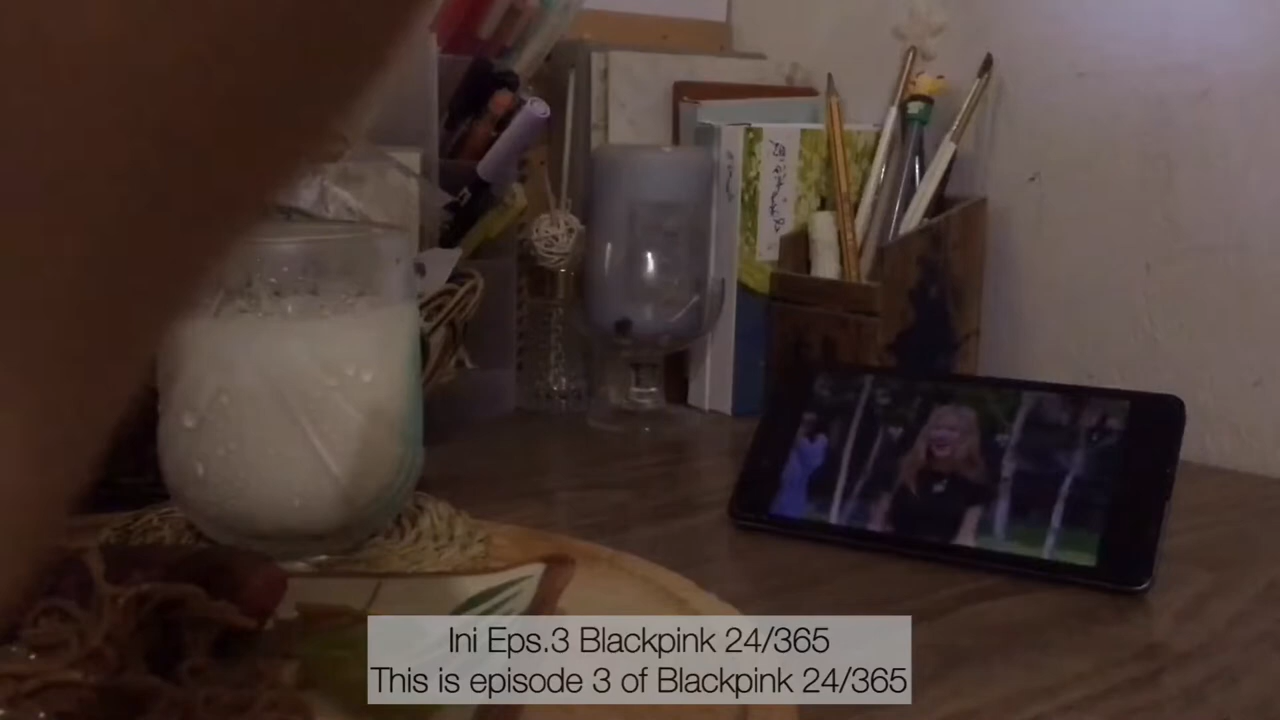 Ini Eps.3 Blackpink 24/365
This is episode 3 of Blackpink 24/365